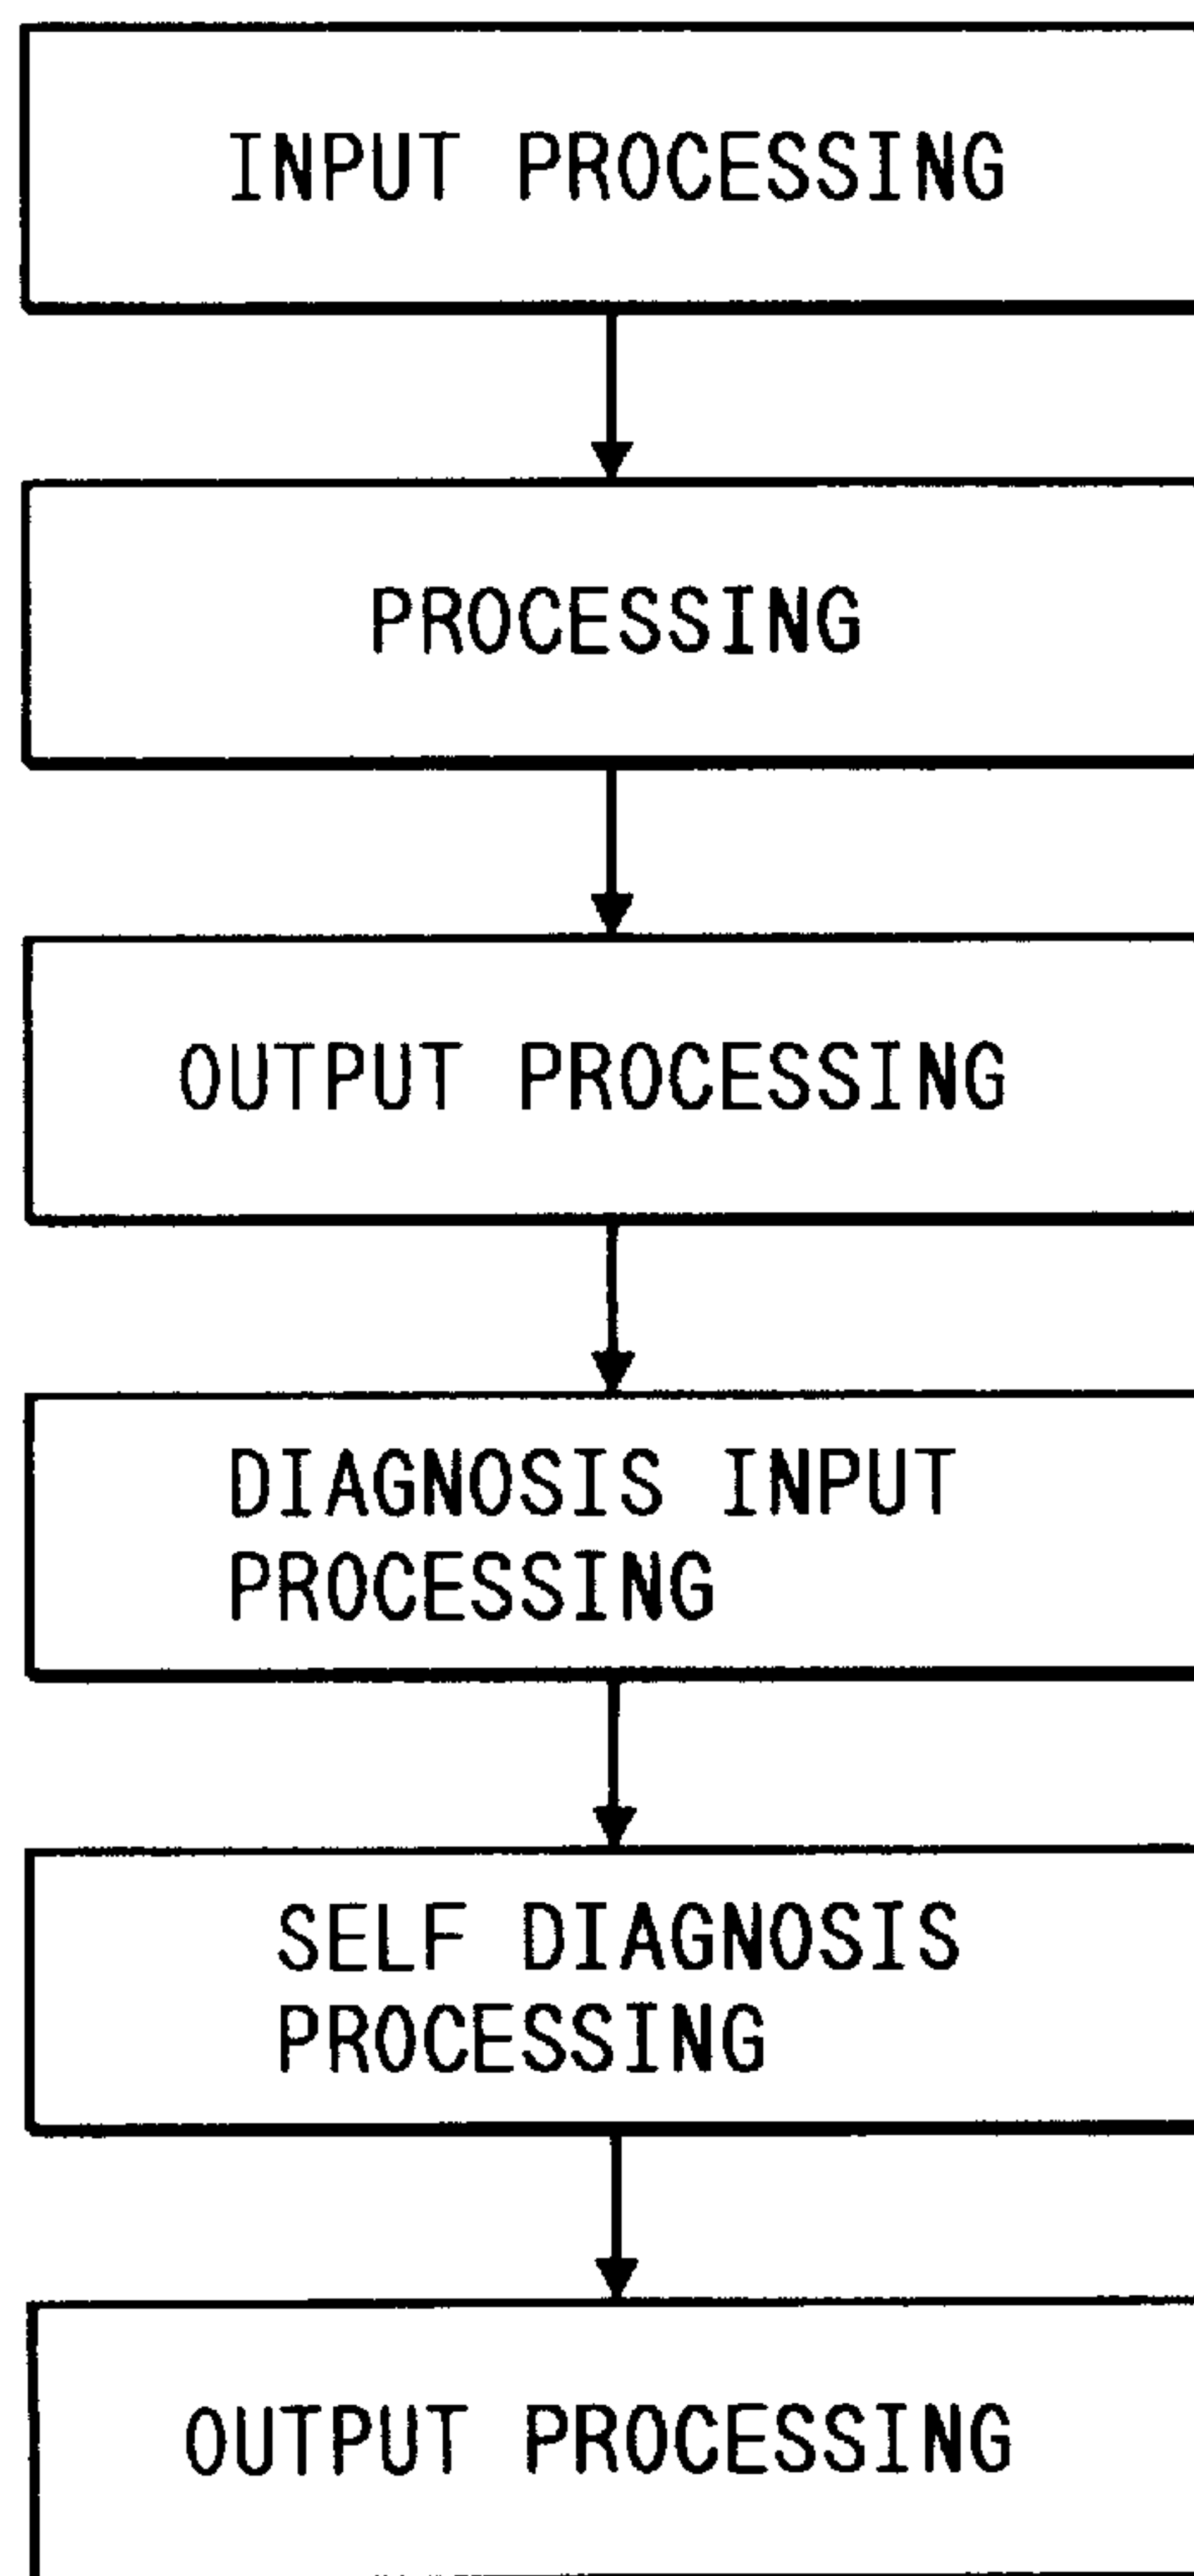 INPUT PROCESSING
PROCESSING
OUTPUT PROCESSING
DIAGNOSIS INPUT
PROCESSING
SELF DIAGNOSIS
PROCESSING
OUTPUT PROCESSING